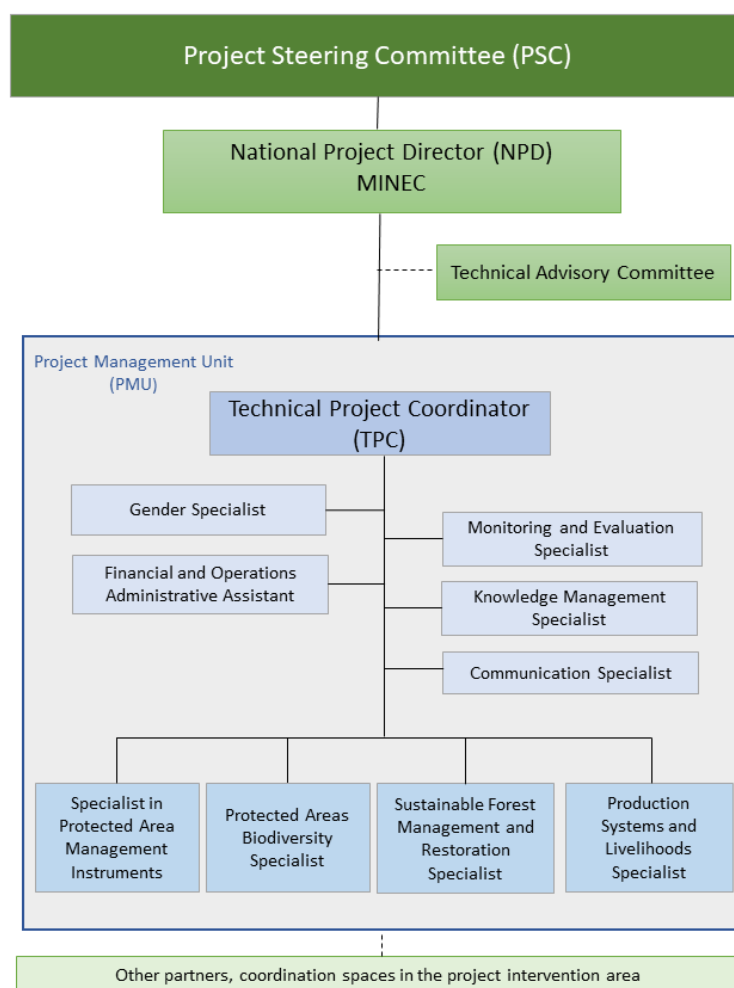 Project Steering Committee (PSC)
National Project Director (NPD)
MINEC
Technical Advisory Committee
Project Management Unit
(PMU)
Technical Project Coordinator
(TPC)
Gender Specialist
Monitoring and Evaluation
Specialist
Financial and Operations
Administrative Assistant
Knowledge Management
Specialist
Communication Specialist
Specialist in
Protected Area
Management
Instruments
Protected Areas
Biodiversity
Specialist
Sustainable Forest
Management and
Restoration
Specialist
Production
Systems and
Livelihoods
Specialist
Other partners, coordination spaces in the project intervention area